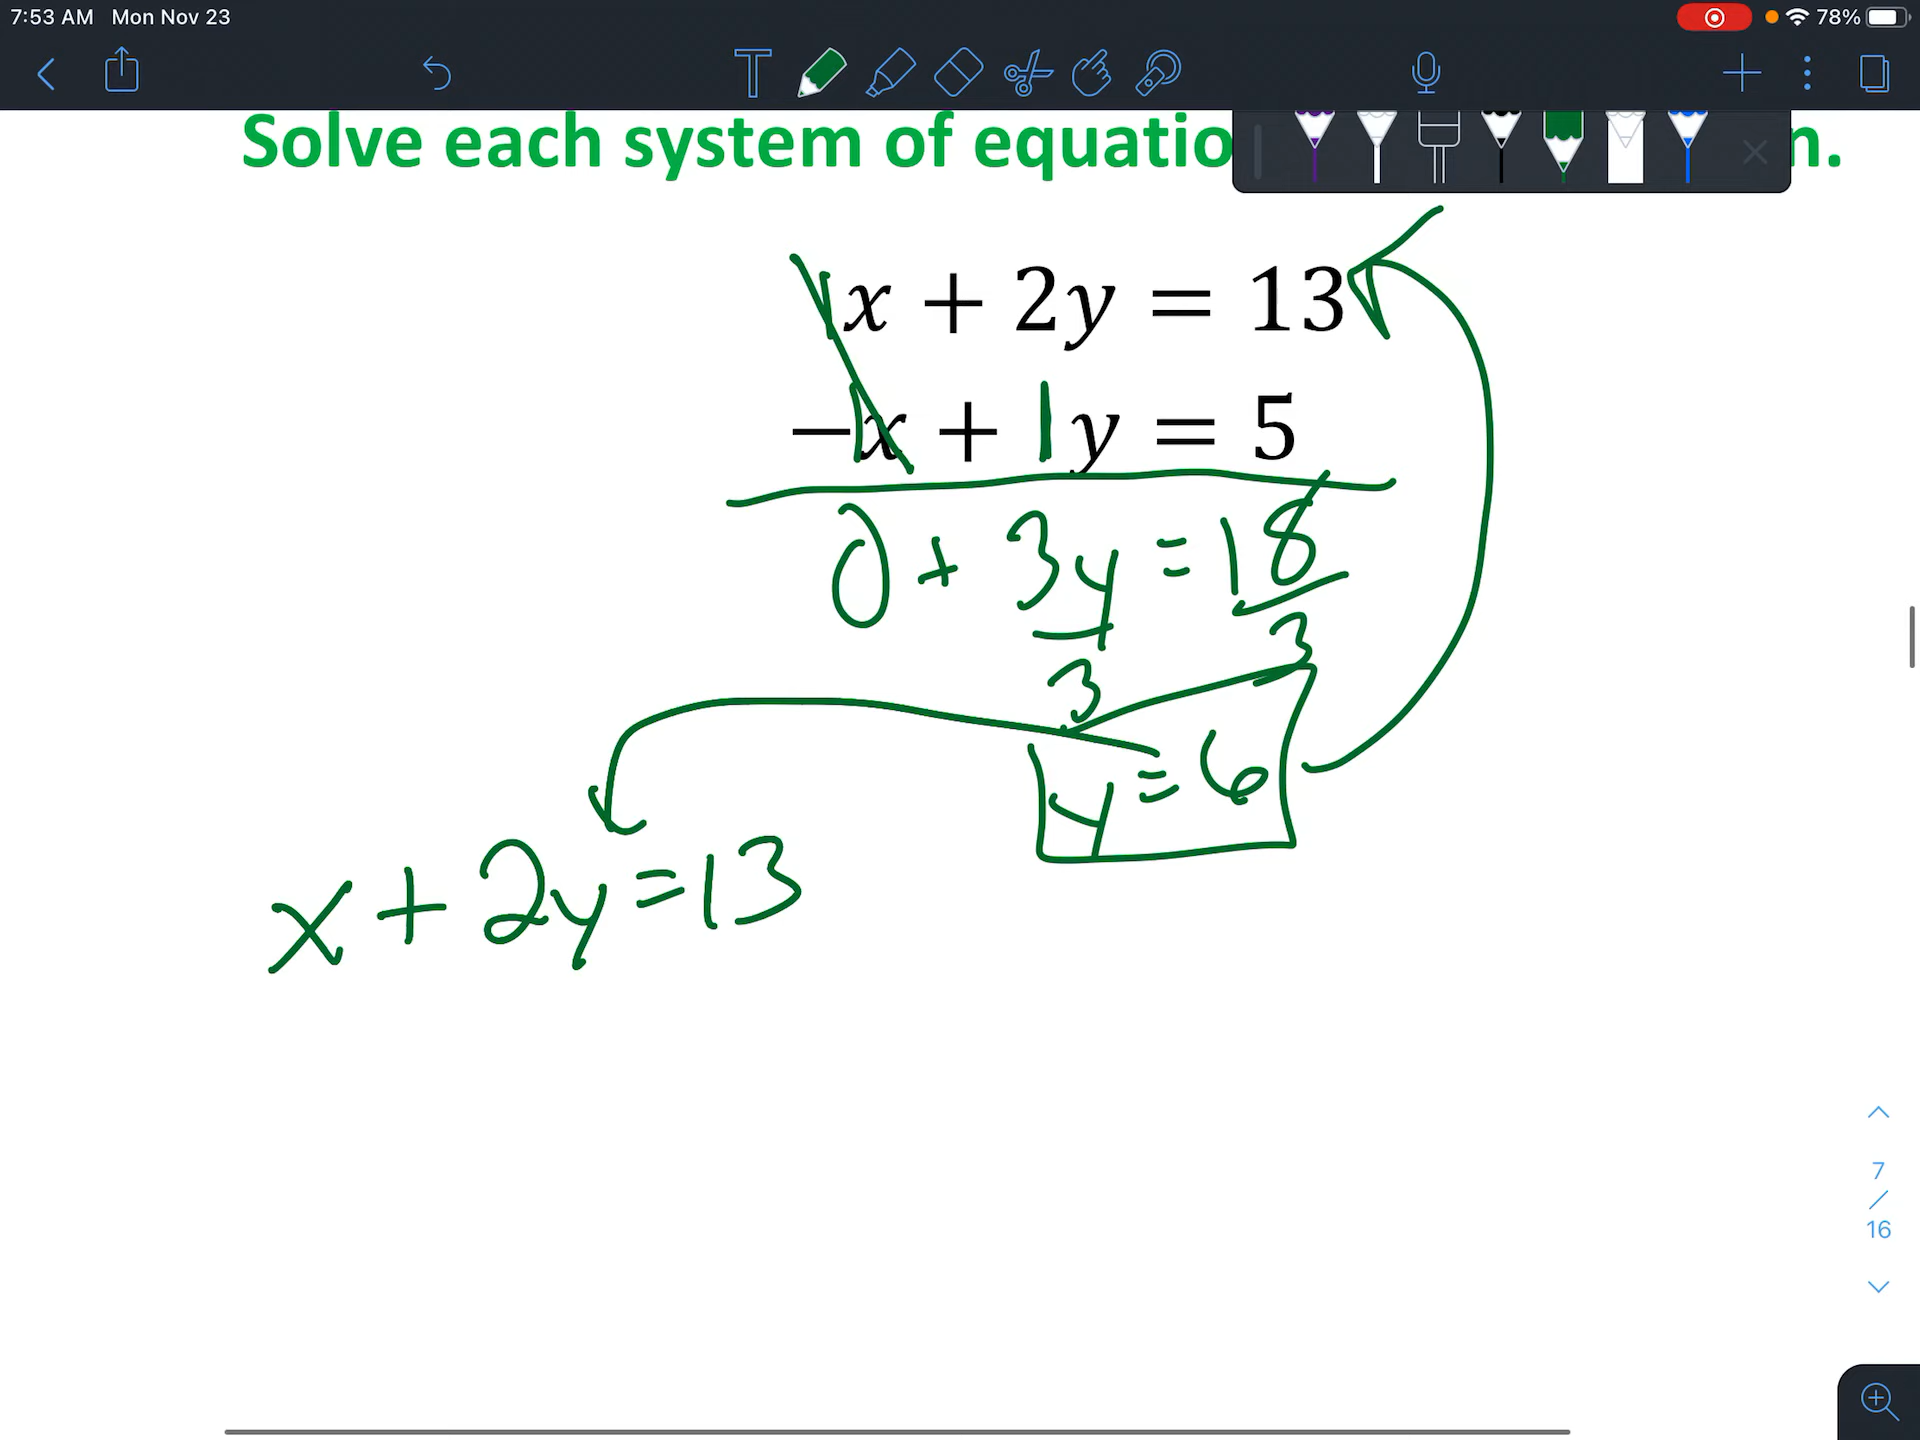 7:53 AM Mon Nov 23 78%
Solve each system of equatio n.
1x + 2y = 13
−1x + 1y = 5
0 + 3y = 18
3 3
y = 6
x + 2y = 13
7
/
16